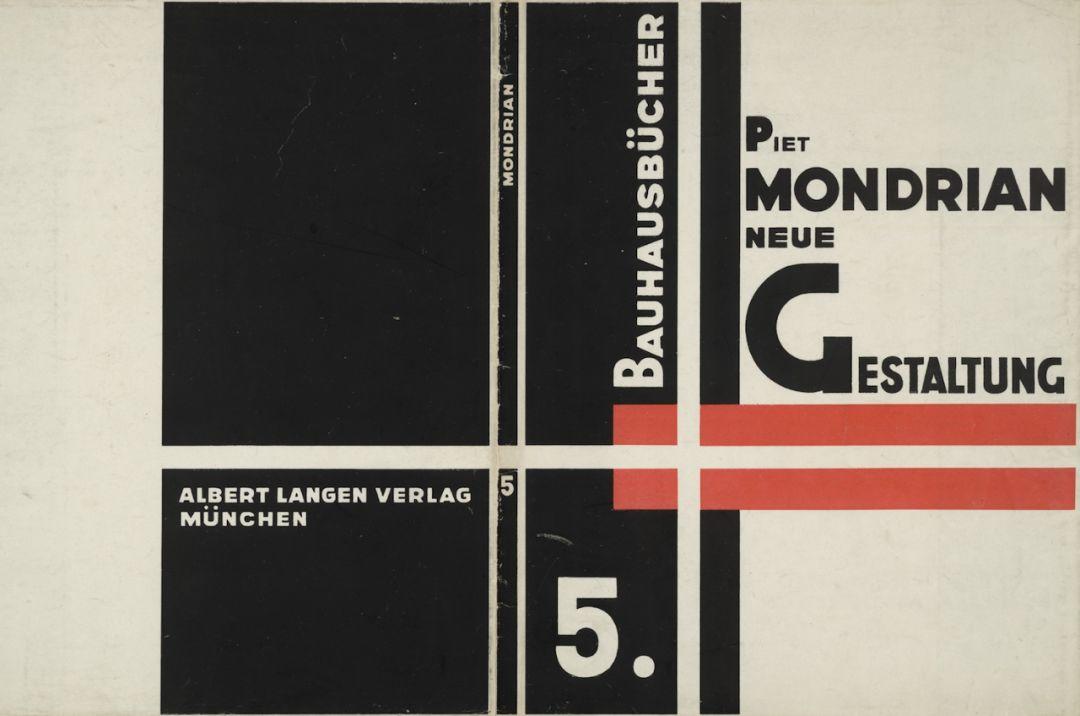 ALBERT LANGEN VERLAG
MÜNCHEN
MONDRIAN
5
BAUHAUSBÜCHER
5.
PIET
MONDRIAN
NEUE
GESTALTUNG